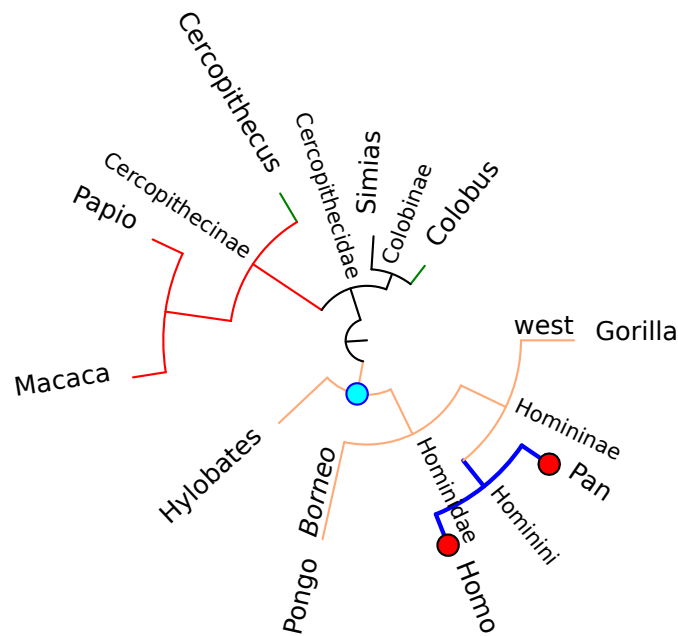 Cercopithecus
Cercopithecidae
Simias
Colobinae
Colobus
Cercopithecinae
Papio
Macaca
west
Gorilla
Homininae
Pan
Hominini
Hominidae
Homo
Borneo
Pongo
Hylobates